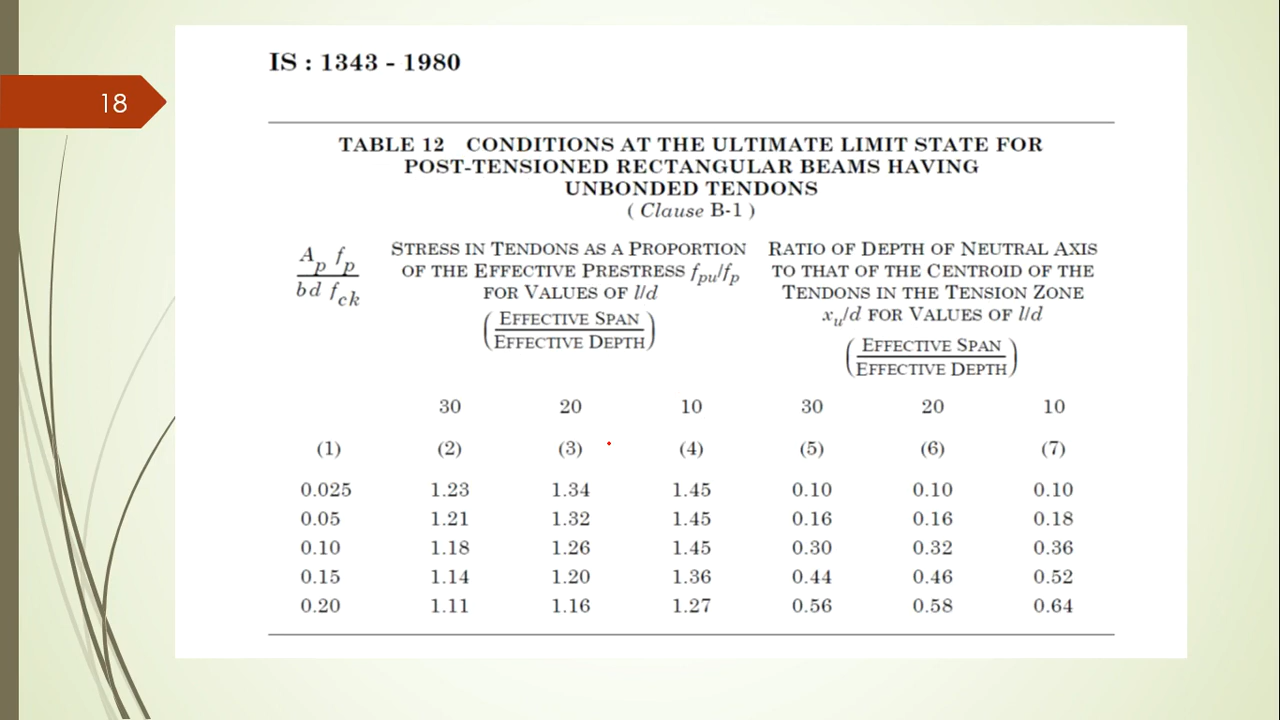 IS : 1343 - 1980
18
TABLE 12 CONDITIONS AT THE ULTIMATE LIMIT STATE FOR
POST-TENSIONED RECTANGULAR BEAMS HAVING
UNBONDED TENDONS
( Clause B-1 )
A_p f_p
bd f_ck
STRESS IN TENDONS AS A PROPORTION
OF THE EFFECTIVE PRESTRESS f_pu/f_p
FOR VALUES OF l/d
(EFFECTIVE SPAN
EFFECTIVE DEPTH)
RATIO OF DEPTH OF NEUTRAL AXIS
TO THAT OF THE CENTROID OF THE
TENDONS IN THE TENSION ZONE
x_u/d FOR VALUES OF l/d
(EFFECTIVE SPAN
EFFECTIVE DEPTH)
30 20 10 30 20 10
(1) (2) (3) (4) (5) (6) (7)
0.025 1.23 1.34 1.45 0.10 0.10 0.10
0.05 1.21 1.32 1.45 0.16 0.16 0.18
0.10 1.18 1.26 1.45 0.30 0.32 0.36
0.15 1.14 1.20 1.36 0.44 0.46 0.52
0.20 1.11 1.16 1.27 0.56 0.58 0.64